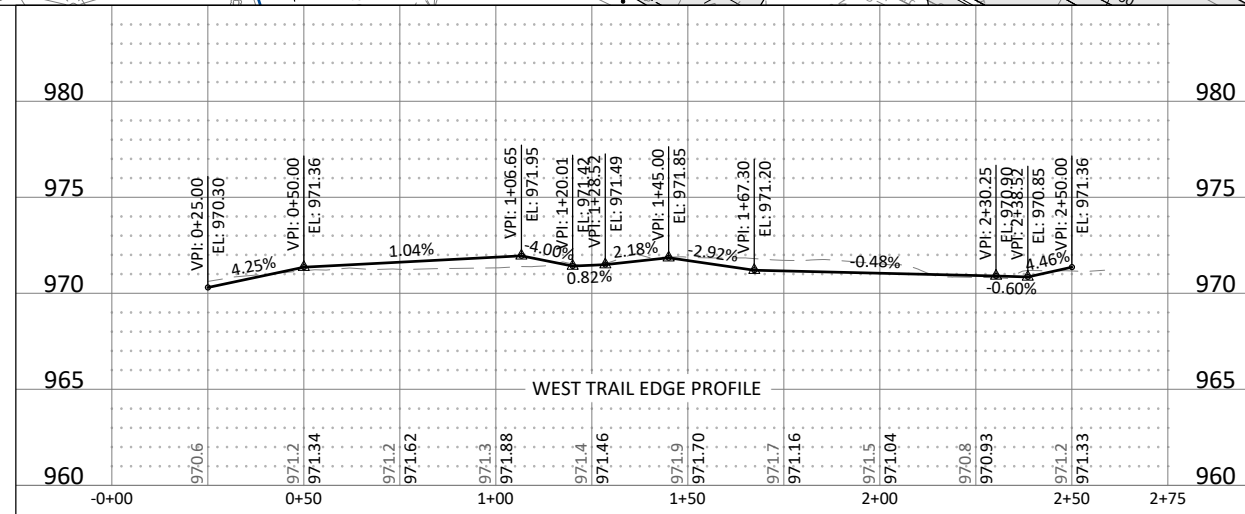 980
980
975
975
970
970
965
965
960
960
VPI: 0+25.00
EL: 970.30
VPI: 0+50.00
EL: 971.36
VPI: 1+06.65
EL: 971.95
VPI: 1+20.01
EL: 971.42
VPI: 1+28.52
EL: 971.49
VPI: 1+45.00
EL: 971.85
VPI: 1+67.30
EL: 971.20
VPI: 2+30.25
EL: 970.90
VPI: 2+38.52
EL: 970.85
VPI: 2+50.00
EL: 971.36
4.25%
1.04%
-4.00%
0.82%
2.18%
-2.92%
-0.48%
-0.60%
4.46%
WEST TRAIL EDGE PROFILE
970.6
971.2
971.34
971.2
971.62
971.3
971.88
971.4
971.46
971.9
971.70
971.7
971.16
971.5
971.04
970.8
970.93
971.2
971.33
-0+00
0+50
1+00
1+50
2+00
2+50
2+75